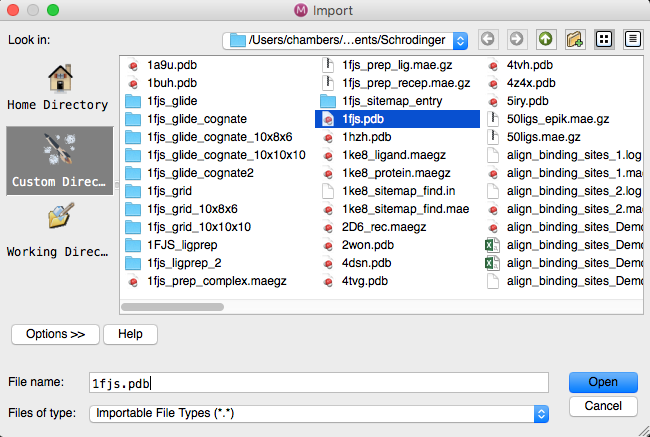 Import
Look in:
/Users/chambers/…ents/Schrodinger
Home Directory
Custom Direc…
Working Direc…
1a9u.pdb
1buh.pdb
1fjs_glide
1fjs_glide_cognate
1fjs_glide_cognate_10x8x6
1fjs_glide_cognate_10x10x10
1fjs_glide_cognate2
1fjs_grid
1fjs_grid_10x8x6
1fjs_grid_10x10x10
1FJS_ligprep
1fjs_ligprep_2
1fjs_prep_complex.maegz
1fjs_prep_lig.mae.gz
1fjs_prep_recep.mae.gz
1fjs_sitemap_entry
1fjs.pdb
1hzh.pdb
1ke8_ligand.maegz
1ke8_protein.maegz
1ke8_sitemap_find.in
1ke8_sitemap_find.mae
2D6_rec.maegz
2won.pdb
4dsn.pdb
4tvg.pdb
4tvh.pdb
4z4x.pdb
5iry.pdb
50ligs_epik.mae.gz
50ligs.mae.gz
align_binding_sites_1.log
align_binding_sites_1.ma
align_binding_sites_2.log
align_binding_sites_2.ma
align_binding_sites_Demo
align_binding_sites_Demo
align_binding_sites_Demo
Options >>
Help
File name:
1fjs.pdb
Open
Files of type:
Importable File Types (*.*)
Cancel